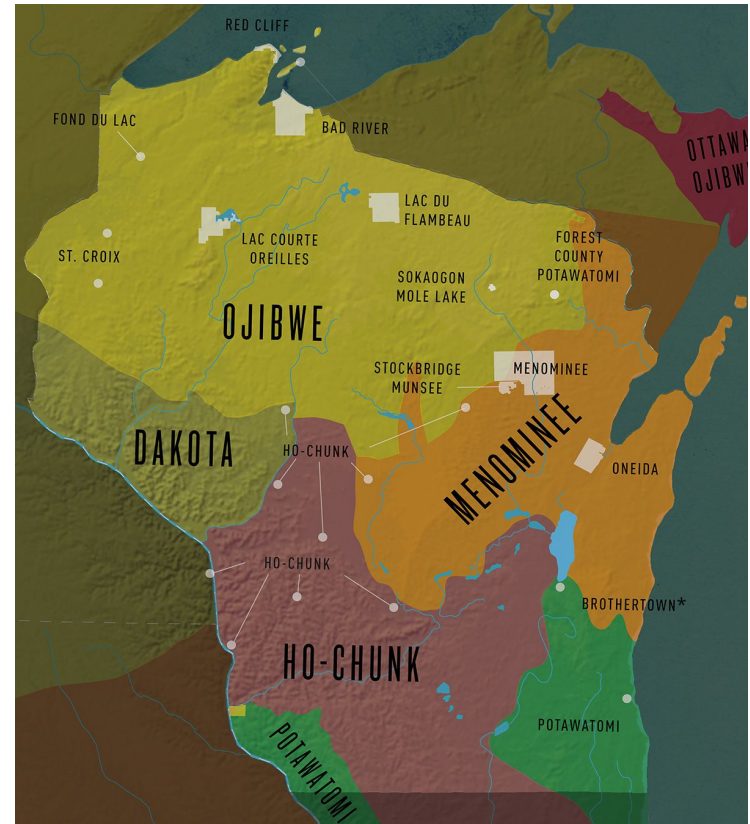 RED CLIFF
FOND DU LAC
BAD RIVER
OTTAWA
OJIBWE
LAC DU
FLAMBEAU
LAC COURTE
OREILLES
ST. CROIX
FOREST
COUNTY
POTAWATOMI
SOKAOGON
MOLE LAKE
OJIBWE
STOCKBRIDGE
MUNSEE
MENOMINEE
DAKOTA
HO-CHUNK
MENOMINEE
ONEIDA
HO-CHUNK
BROTHERTOWN*
HO-CHUNK
POTAWATOMI
POTAWATOMI